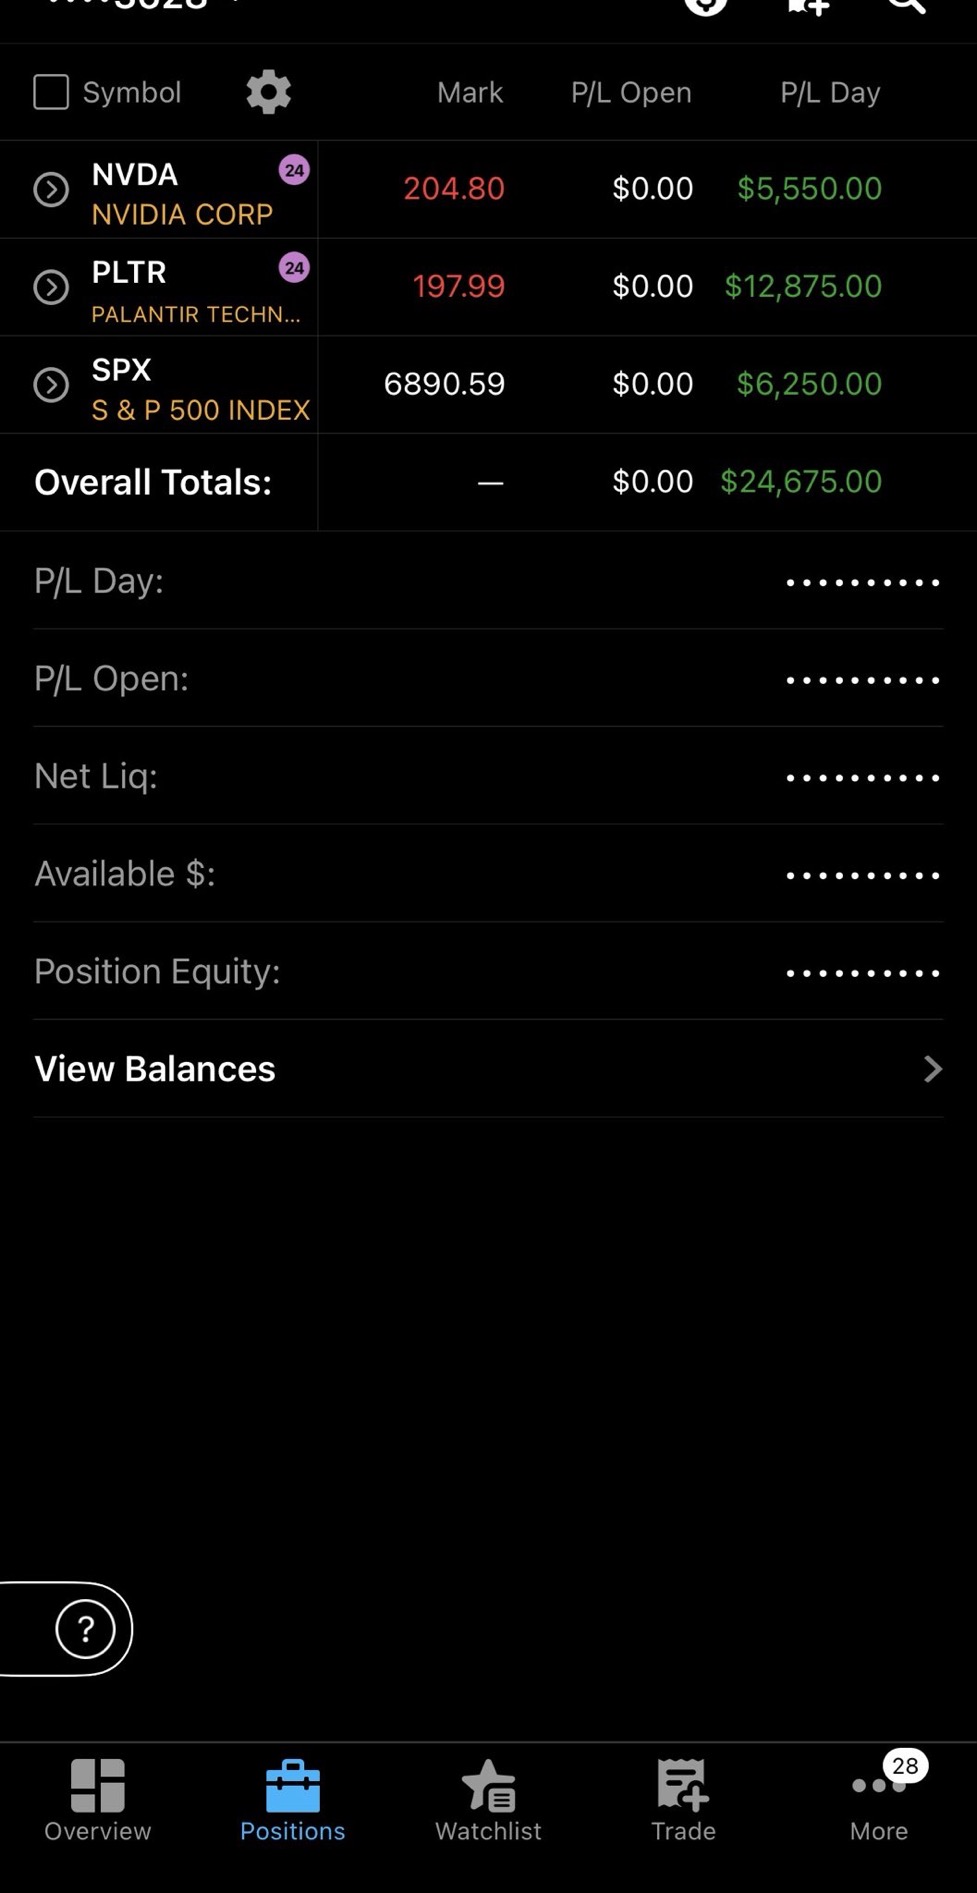 Symbol Mark P/L Open P/L Day
NVDA 24 204.80 $0.00 $5,550.00
NVIDIA CORP
PLTR 24 197.99 $0.00 $12,875.00
PALANTIR TECHN...
SPX 6890.59 $0.00 $6,250.00
S & P 500 INDEX
Overall Totals: — $0.00 $24,675.00
P/L Day: ••••••••••
P/L Open: ••••••••••
Net Liq: ••••••••••
Available $: ••••••••••
Position Equity: ••••••••••
View Balances
?
28
Overview Positions Watchlist Trade More